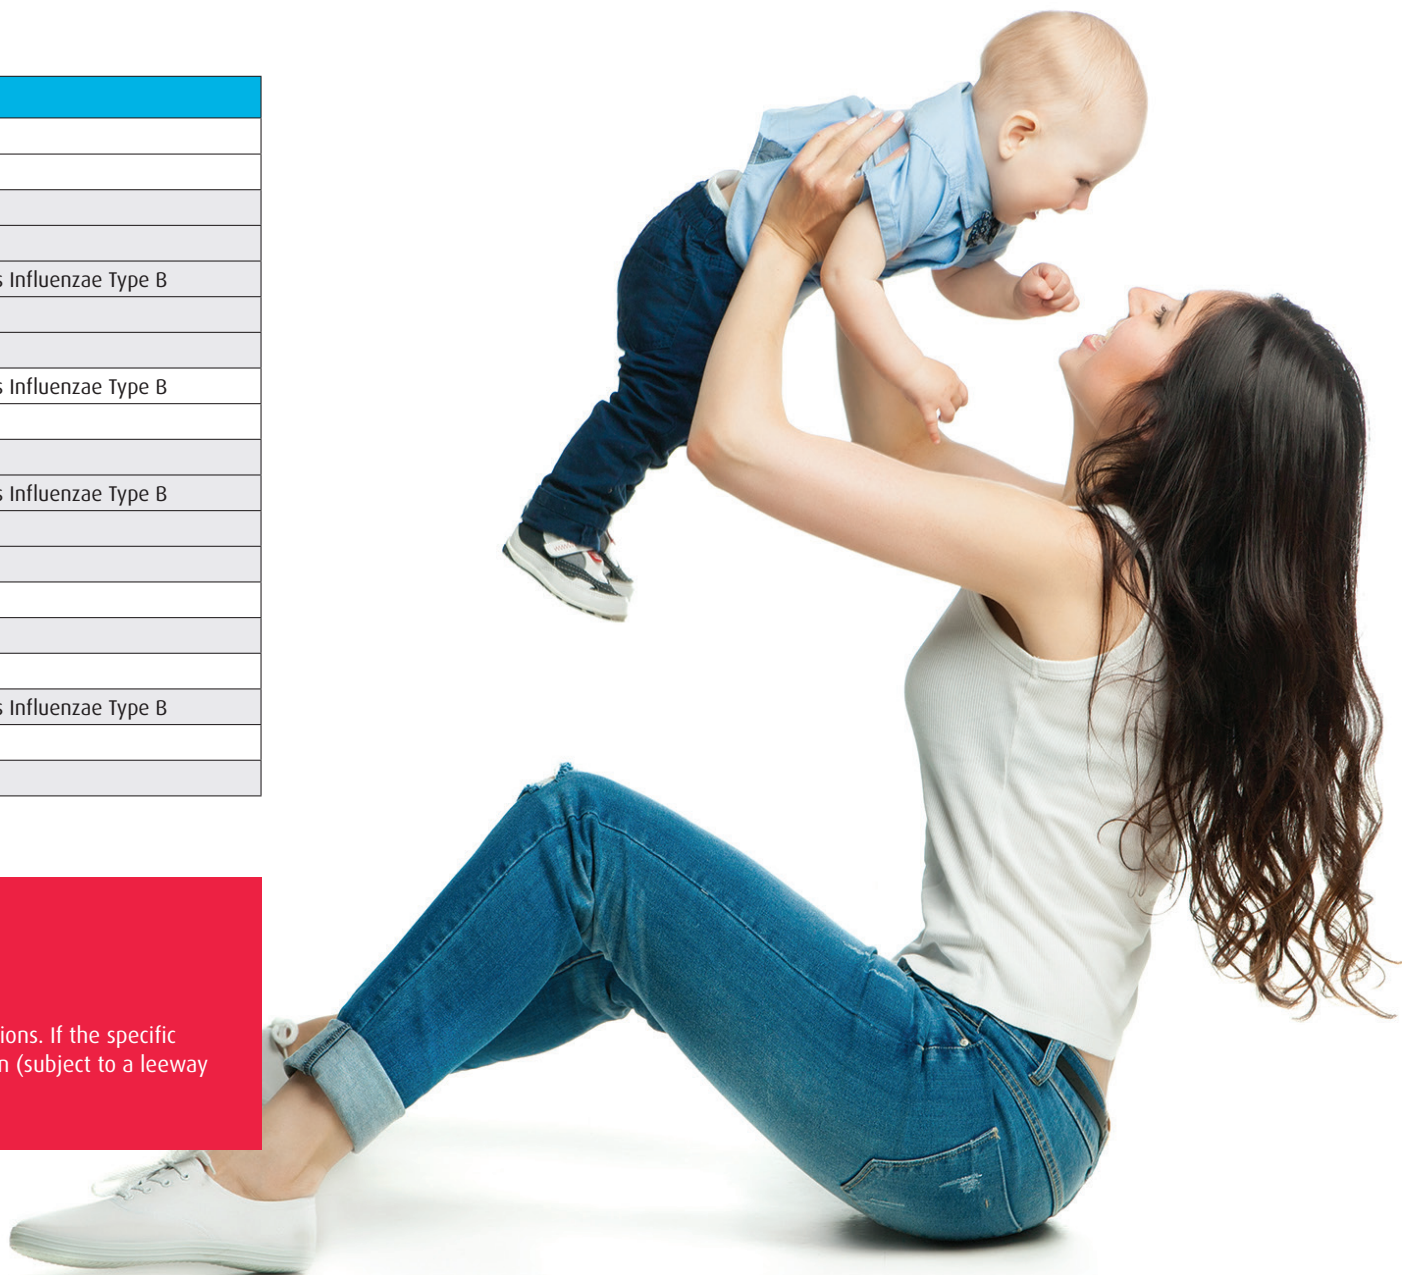 s Influenzae Type B
s Influenzae Type B
s Influenzae Type B
s Influenzae Type B
ions. If the specific
n (subject to a leeway